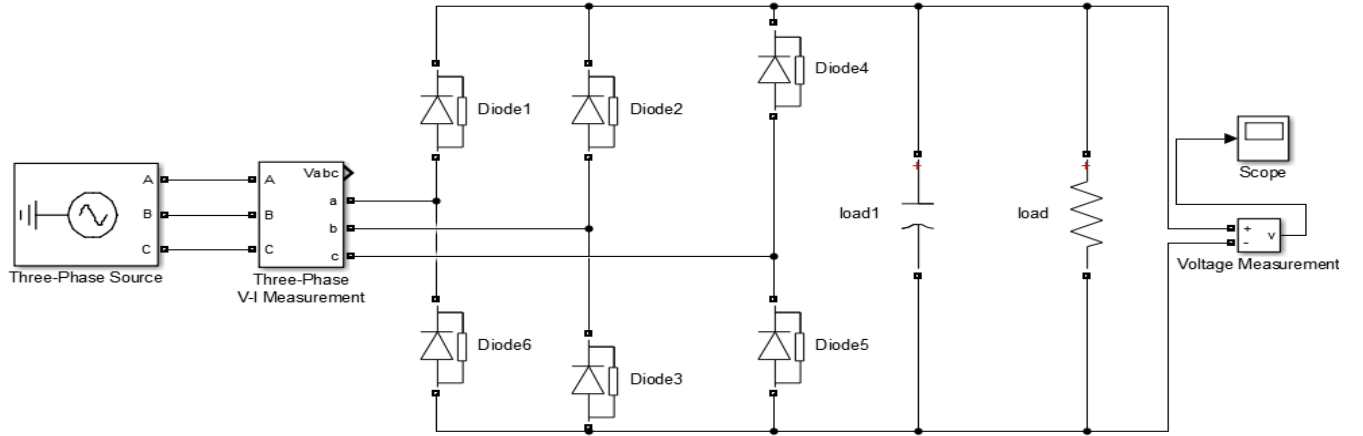 Diode4
Diode1
Diode2
A
B
C
Three-Phase Source
A
B
C
Vabc
a
b
c
Three-Phase
V-I Measurement
Diode6
Diode3
Diode5
load1
+
load
+
Scope
+
-
v
Voltage Measurement